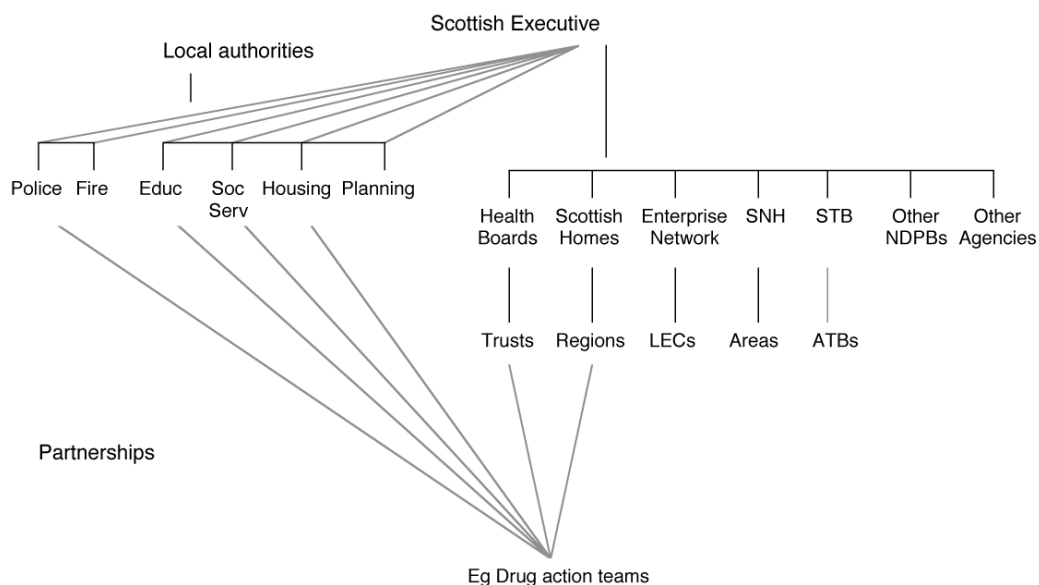 Scottish Executive
Local authorities
Police Fire Educ Soc Housing Planning
Serv
Health Scottish Enterprise SNH STB Other Other
Boards Homes Network NDPBs Agencies
Trusts Regions LECs Areas ATBs
Partnerships
Eg Drug action teams